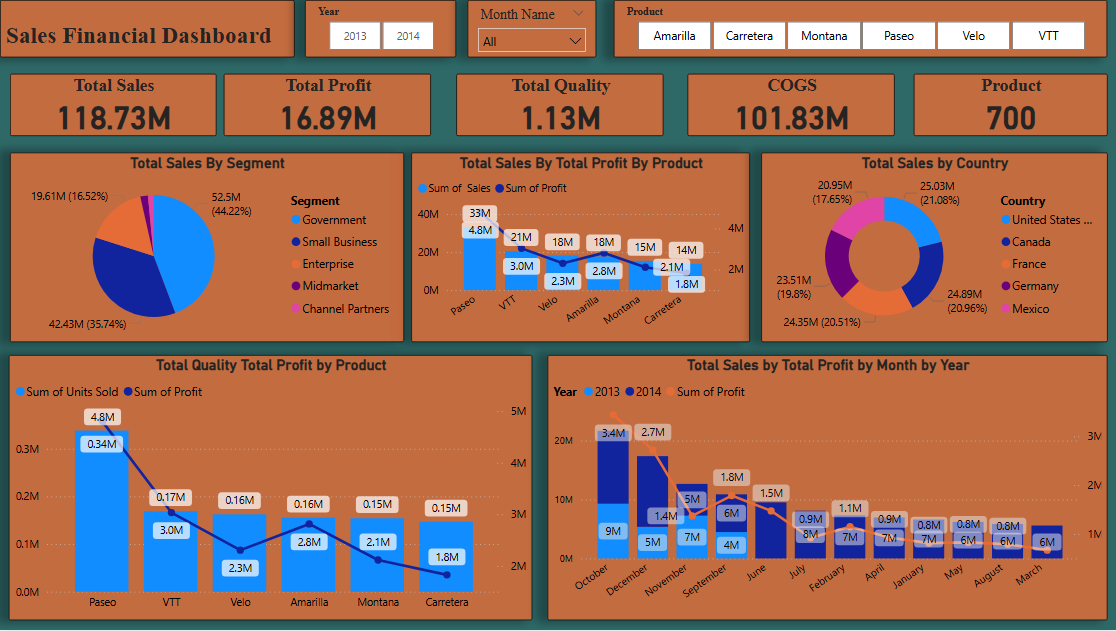 Sales Financial Dashboard
Year
2013 2014
Month Name
All
Product
Amarilla Carretera Montana Paseo Velo VTT
Total Sales
118.73M
Total Profit
16.89M
Total Quality
1.13M
COGS
101.83M
Product
700
Total Sales By Segment
19.61M (16.52%)
52.5M
(44.22%)
42.43M (35.74%)
Segment
Government
Small Business
Enterprise
Midmarket
Channel Partners
Total Sales By Total Profit By Product
Sum of Sales Sum of Profit
40M
20M
0M
4M
2M
33M 21M 18M 18M 15M 14M
4.8M 3.0M 2.3M 2.8M 2.1M 1.8M
Paseo VTT Velo Amarilla Montana Carretera
Total Sales by Country
20.95M
(17.65%)
25.03M
(21.08%)
23.51M
(19.8%)
24.89M
(20.96%)
24.35M (20.51%)
Country
United States ...
Canada
France
Germany
Mexico
Total Quality Total Profit by Product
Sum of Units Sold Sum of Profit
0.3M
0.2M
0.1M
0.0M
5M
4M
3M
2M
4.8M
0.34M 0.17M 0.16M 0.16M 0.15M 0.15M
3.0M 2.3M 2.8M 2.1M 1.8M
Paseo VTT Velo Amarilla Montana Carretera
Total Sales by Total Profit by Month by Year
Year 2013 2014 Sum of Profit
20M
10M
0M
3M
2M
1M
3.4M 2.7M 1.4M 1.8M 1.5M 0.9M 1.1M 0.9M 0.8M 0.8M 0.8M
5M 6M
9M 5M 7M 4M 8M 7M 7M 7M 6M 6M 6M
October December November September June July February April January May August March